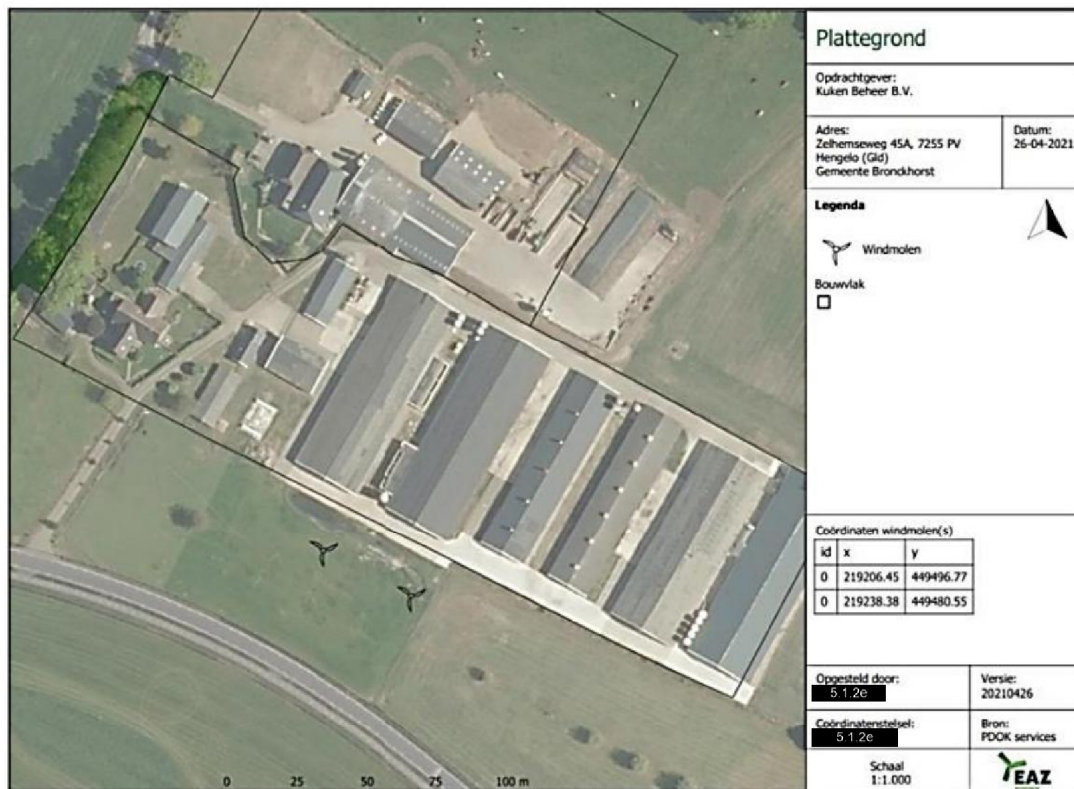 Plattegrond
Opdrachtgever:
Kuken Beheer B.V.
Adres:
Zelhemseweg 45A, 7255 PV
Hengelo (Gld)
Gemeente Bronckhorst
Datum:
26-04-2021
Legenda
Windmolen
Bouwvlak
Coördinaten windmolen(s)
id x y
0 219206.45 449496.77
0 219238.38 449480.55
Opgesteld door:
5.1.2e
Versie:
20210426
Coördinatenstelsel:
5.1.2e
Bron:
PDOK services
Schaal
1:1.000
EAZ
0 25 50 75 100 m